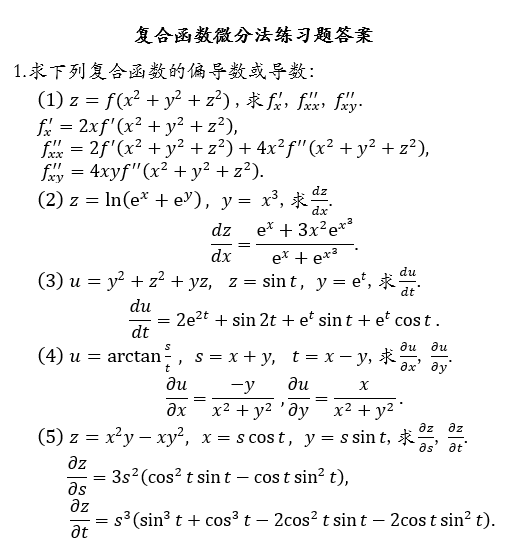 复合函数微分法练习题答案
1.求下列复合函数的偏导数或导数:
(1) z = f(x² + y² + z²) , 求f′ₓ, f″ₓₓ, f″ₓᵧ.
f′ₓ = 2xf′(x² + y² + z²),
f″ₓₓ = 2f′(x² + y² + z²) + 4x²f″(x² + y² + z²),
f″ₓᵧ = 4xyf″(x² + y² + z²).
(2) z = ln(eˣ + eʸ), y = x³, 求dz/dx.
dz/dx = (eˣ + 3x²e^{x³})/(eˣ + e^{x³}).
(3) u = y² + z² + yz, z = sin t, y = eᵗ, 求du/dt.
du/dt = 2e²ᵗ + sin 2t + eᵗ sin t + eᵗ cos t .
(4) u = arctan s/t , s = x + y, t = x − y, 求∂u/∂x, ∂u/∂y.
∂u/∂x = −y/(x² + y²) , ∂u/∂y = x/(x² + y²) .
(5) z = x²y − xy², x = s cos t, y = s sin t, 求∂z/∂s, ∂z/∂t.
∂z/∂s = 3s²(cos² t sin t − cos t sin² t),
∂z/∂t = s³(sin³ t + cos³ t − 2cos² t sin t − 2cos t sin² t).